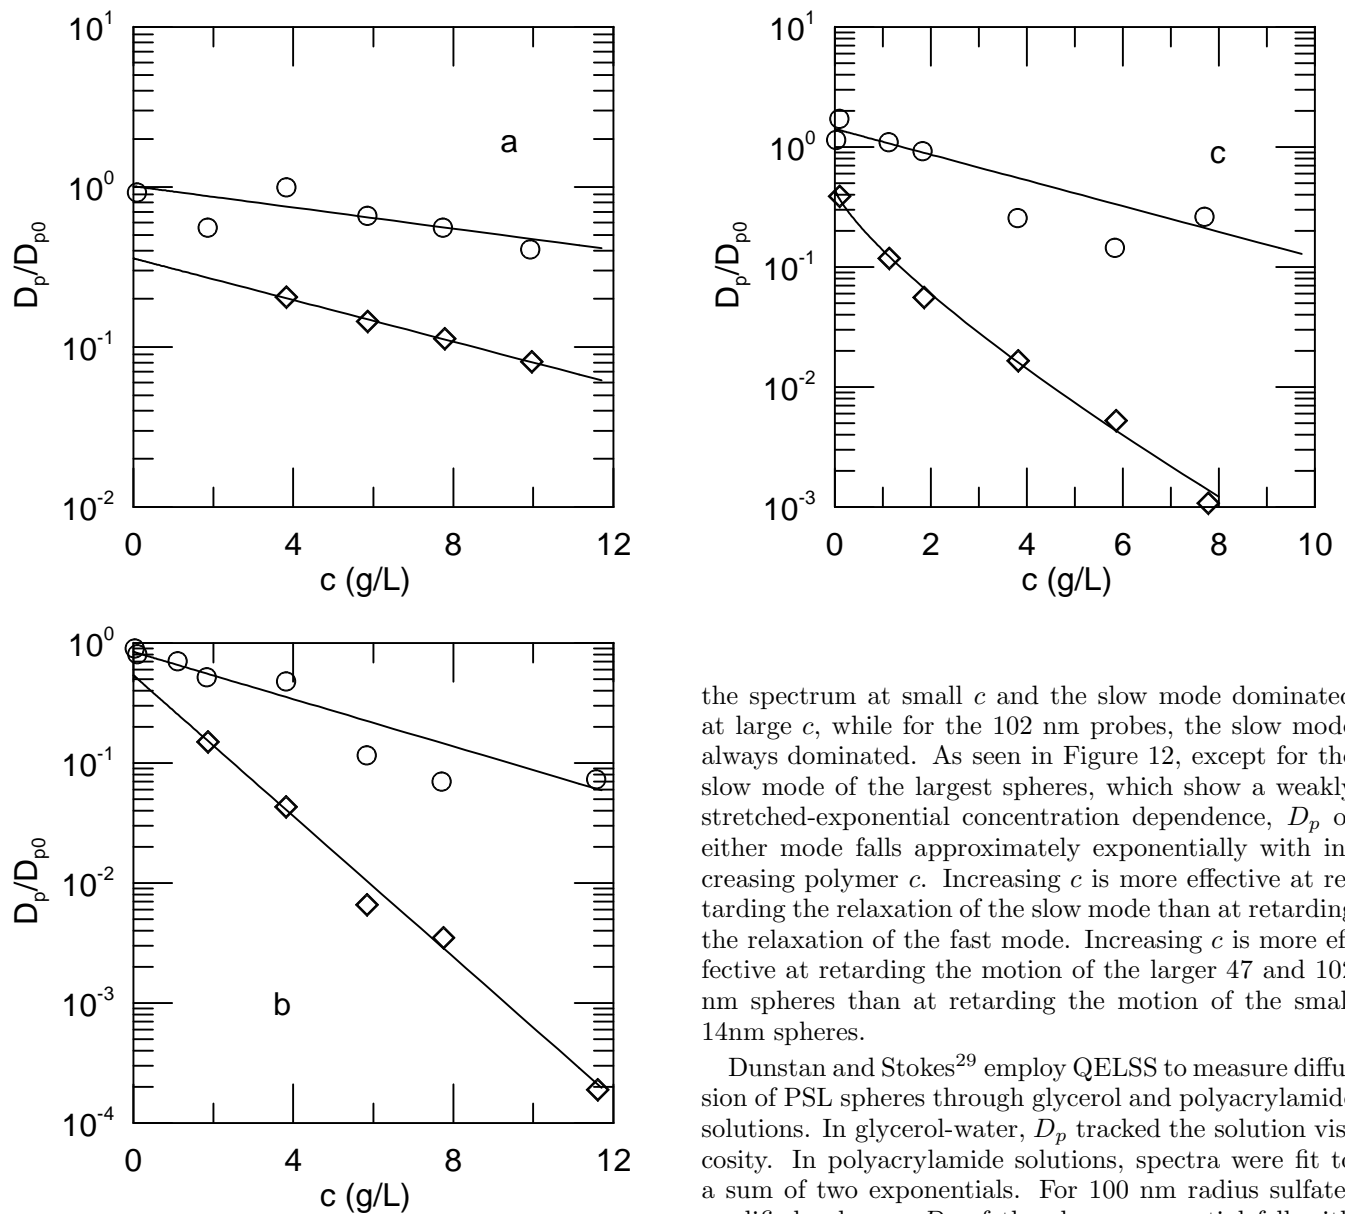 10^1
10^0
10^-1
10^-2
D_p/D_p0
a
0 4 8 12
c (g/L)
10^1
10^0
10^-1
10^-2
10^-3
D_p/D_p0
c
0 2 4 6 8 10
c (g/L)
10^0
10^-1
10^-2
10^-3
10^-4
D_p/D_p0
b
0 4 8 12
c (g/L)
the spectrum at small c and the slow mode dominated
at large c, while for the 102 nm probes, the slow mode
always dominated. As seen in Figure 12, except for the
slow mode of the largest spheres, which show a weakly
stretched-exponential concentration dependence, D_p o
either mode falls approximately exponentially with in
creasing polymer c. Increasing c is more effective at re
tarding the relaxation of the slow mode than at retarding
the relaxation of the fast mode. Increasing c is more ef
fective at retarding the motion of the larger 47 and 102
nm spheres than at retarding the motion of the smal
14nm spheres.
Dunstan and Stokes^29 employ QELSS to measure diffu
sion of PSL spheres through glycerol and polyacrylamide
solutions. In glycerol-water, D_p tracked the solution vis
cosity. In polyacrylamide solutions, spectra were fit to
a sum of two exponentials. For 100 nm radius sulfate